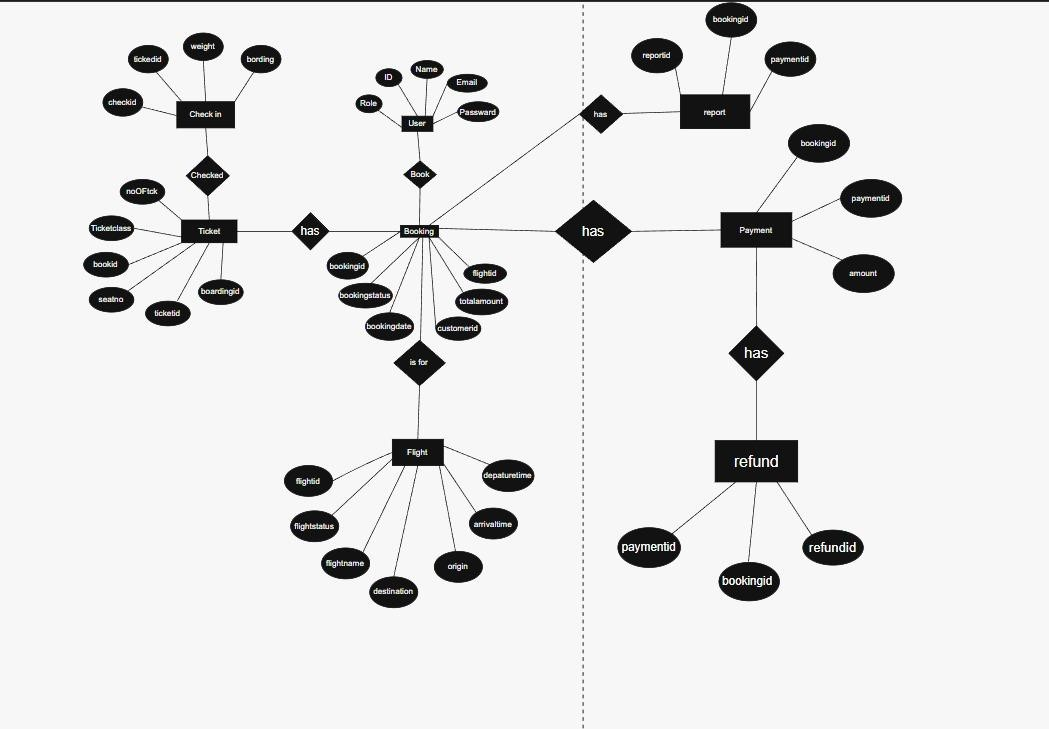 bookingid
reportid
paymentid
report
has
tickedid
weight
bording
checkid
Check in
ID
Name
Email
Role
Passward
User
Checked
Book
noOFtck
Ticketclass
Ticket
bookid
seatno
ticketid
boardingid
has
Booking
bookingid
bookingstatus
bookingdate
customerid
totalamount
flightid
has
bookingid
paymentid
Payment
amount
is for
has
Flight
flightid
flightstatus
flightname
destination
origin
arrivaltime
depaturetime
refund
paymentid
bookingid
refundid